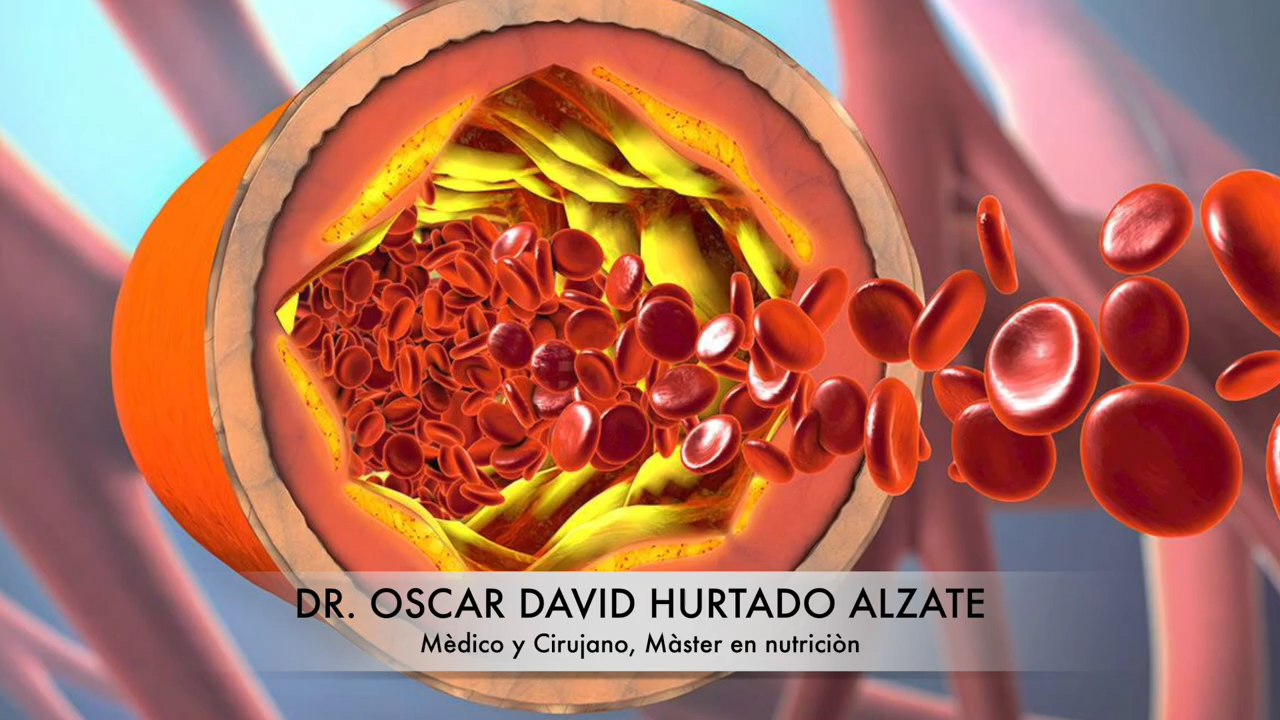 DR. OSCAR DAVID HURTADO ALZATE
Mèdico y Cirujano, Màster en nutriciòn